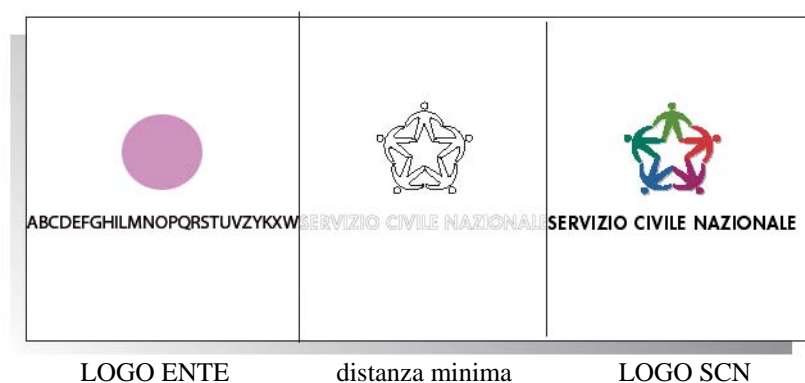 ABCDEFGHILMNOPQRSTUVZYKXW SERVIZIO CIVILE NAZIONALE SERVIZIO CIVILE NAZIONALE
LOGO ENTE distanza minima LOGO SCN